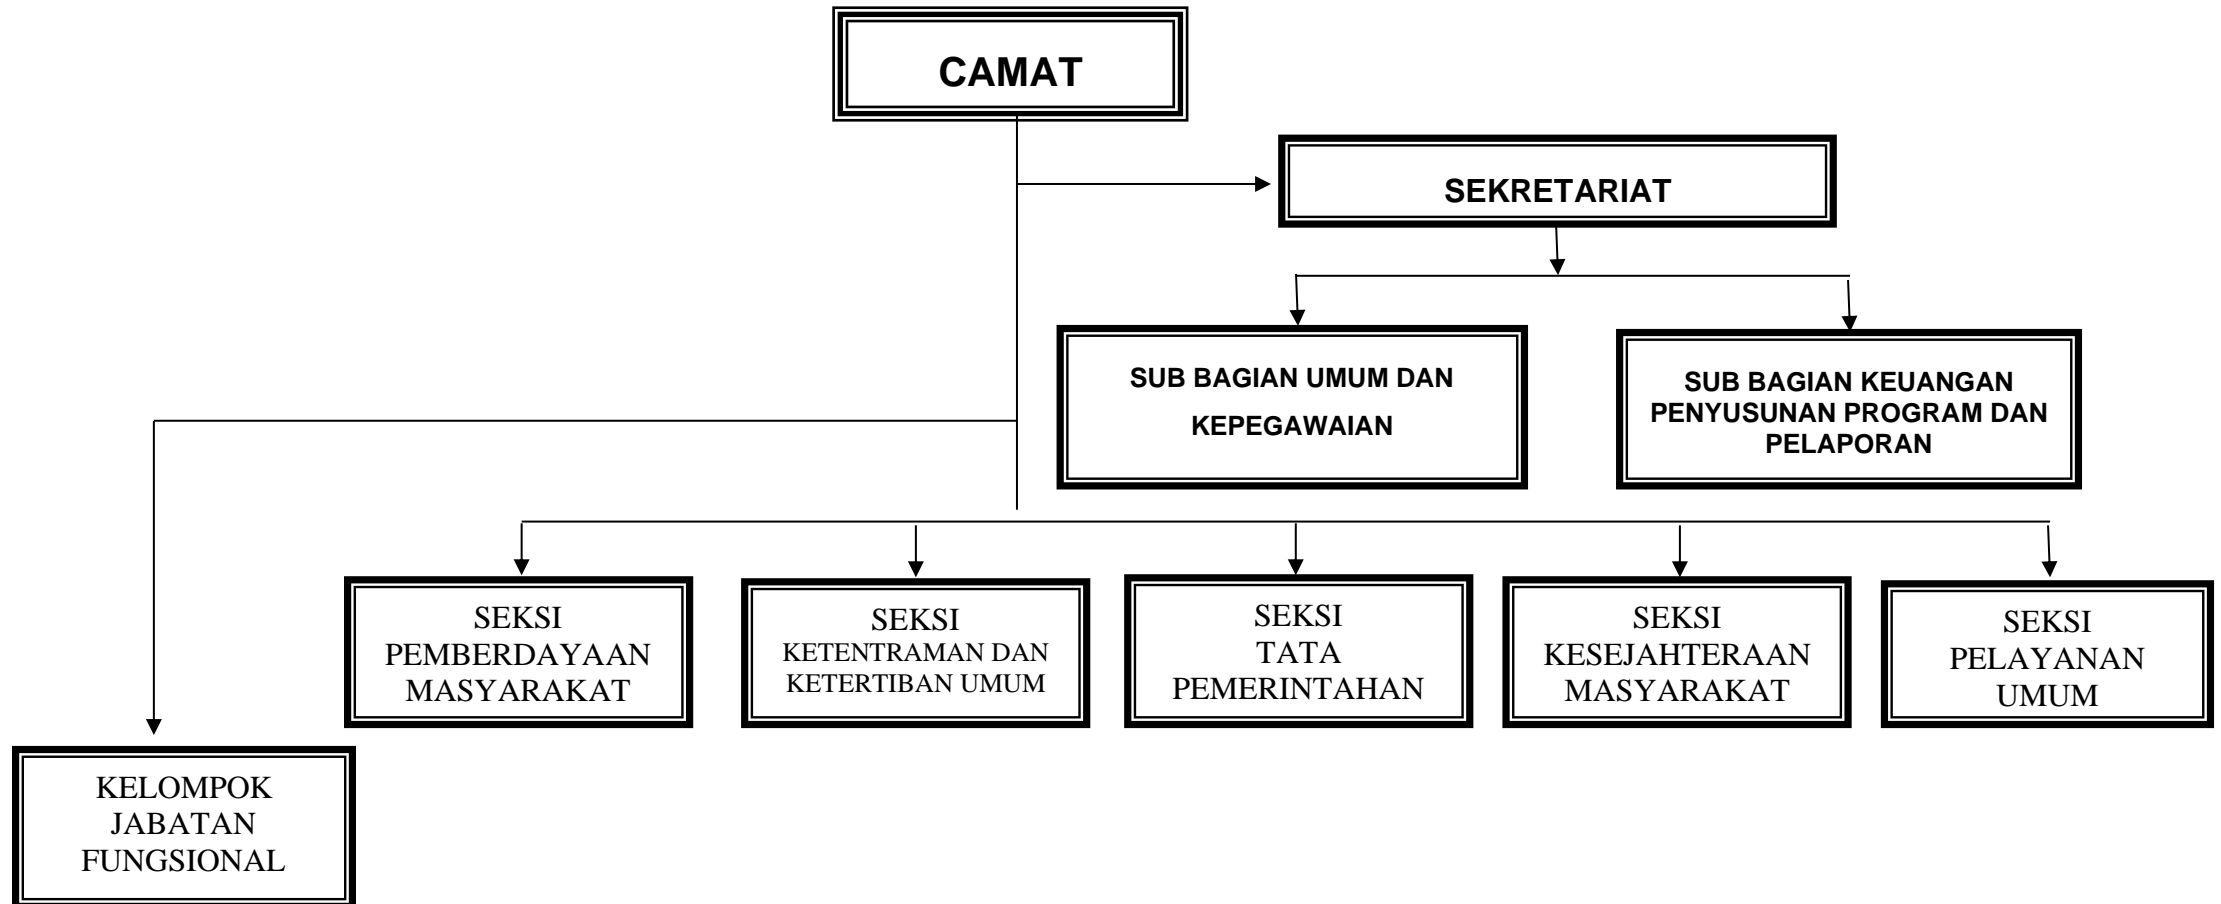 CAMAT
SEKRETARIAT
SUB BAGIAN UMUM DAN
KEPEGAWAIAN
SUB BAGIAN KEUANGAN
PENYUSUNAN PROGRAM DAN
PELAPORAN
SEKSI
PEMBERDAYAAN
MASYARAKAT
SEKSI
KETENTRAMAN DAN
KETERTIBAN UMUM
SEKSI
TATA
PEMERINTAHAN
SEKSI
KESEJAHTERAAN
MASYARAKAT
SEKSI
PELAYANAN
UMUM
KELOMPOK
JABATAN
FUNGSIONAL